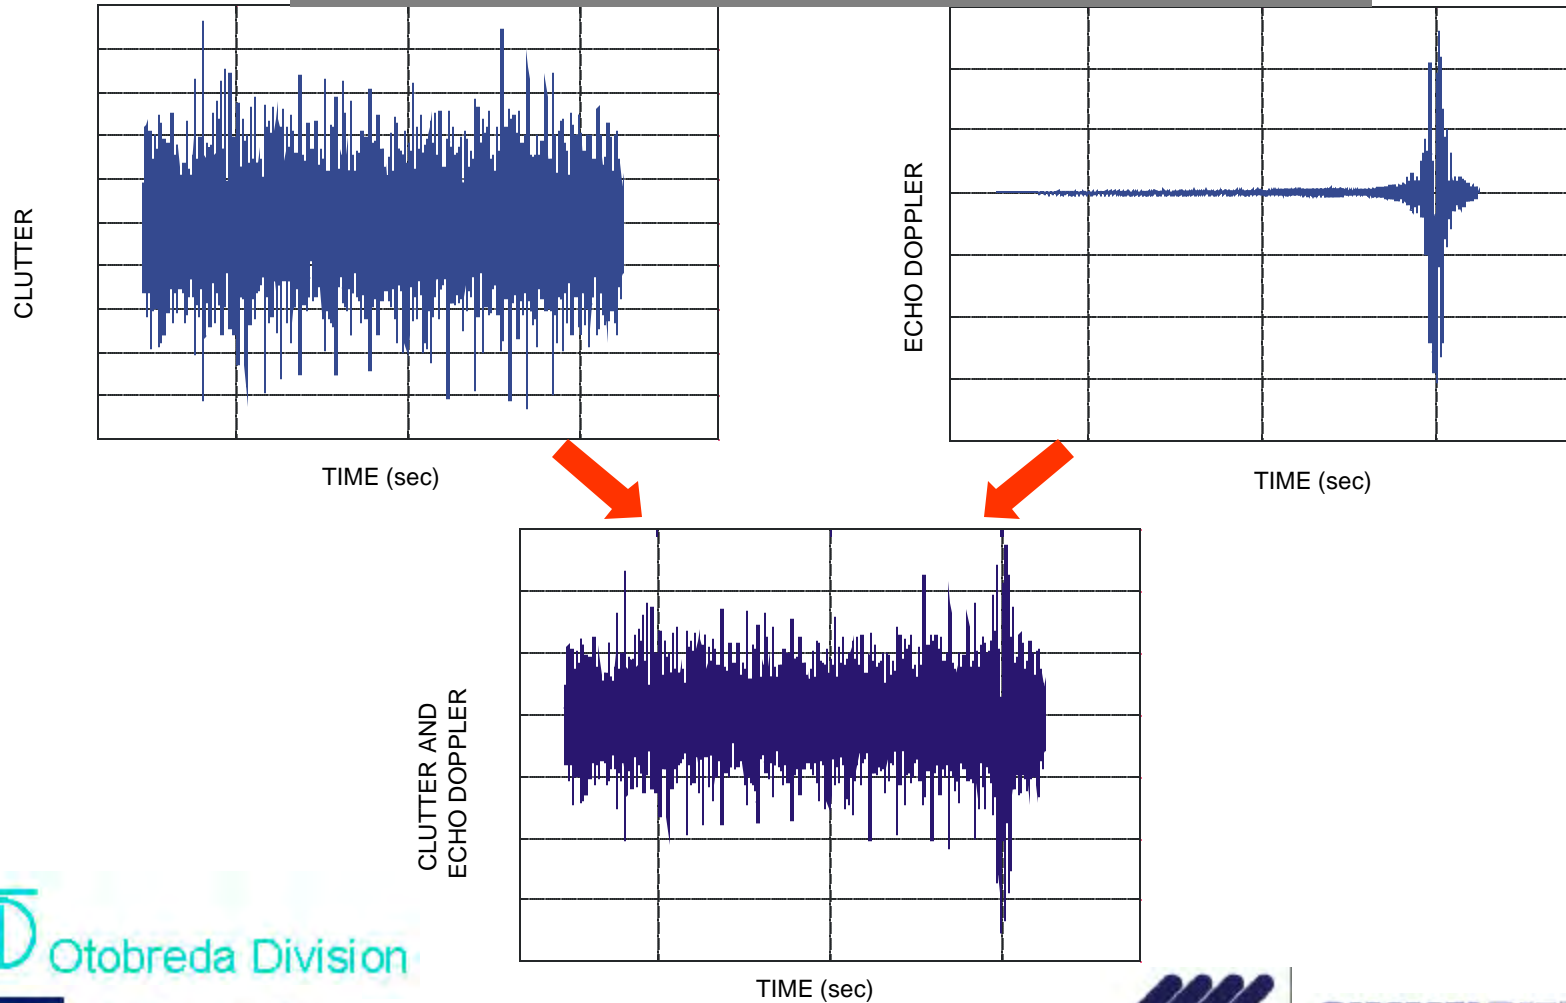 CLUTTER
TIME (sec)
ECHO DOPPLER
TIME (sec)
CLUTTER AND
ECHO DOPPLER
TIME (sec)
Otobreda Division